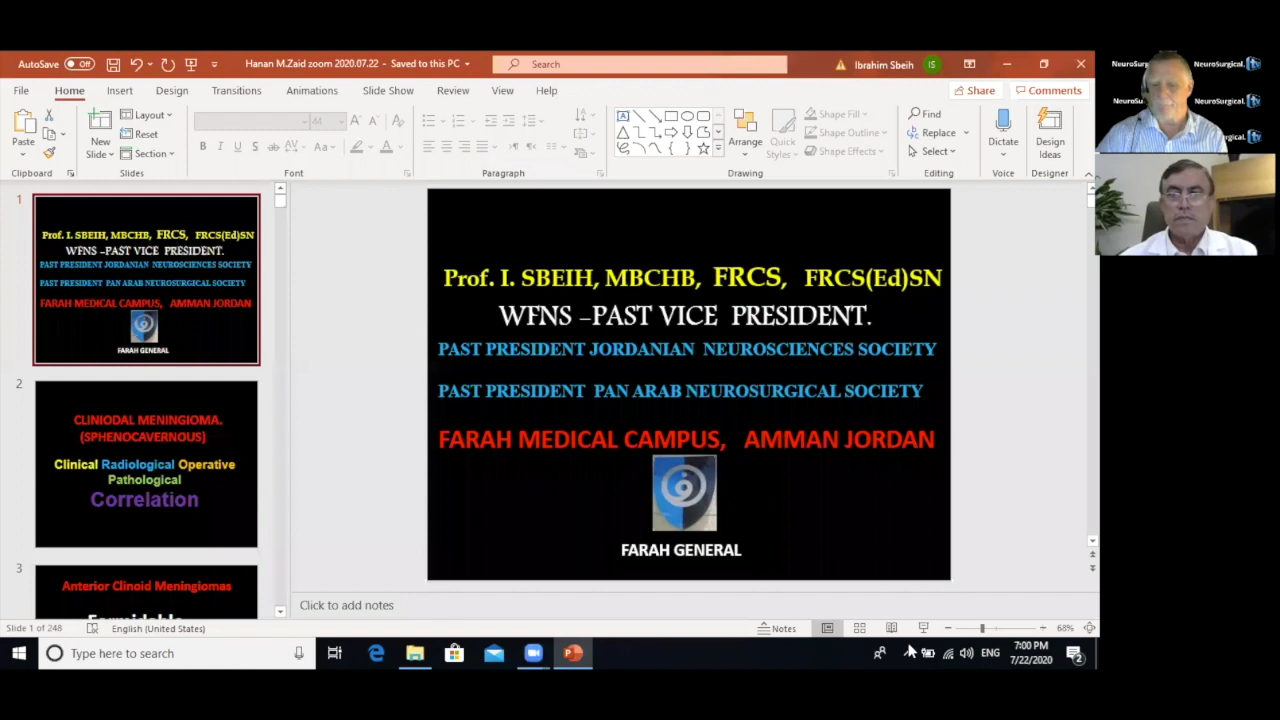 AutoSave Off
Hanan M.Zaid zoom 2020.07.22 - Saved to this PC
Search
Ibrahim Sbeih IS
File Home Insert Design Transitions Animations Slide Show Review View Help
Share Comments
Paste
New
Slide
Layout
Reset
Section
44
Arrange
Quick
Styles
Shape Fill
Shape Outline
Shape Effects
Find
Replace
Select
Dictate
Design
Ideas
Clipboard Slides Font Paragraph Drawing Editing Voice Designer
1
Prof. I. SBEIH, MBCHB, FRCS, FRCS(Ed)SN
WFNS –PAST VICE PRESIDENT.
PAST PRESIDENT JORDANIAN NEUROSCIENCES SOCIETY
PAST PRESIDENT PAN ARAB NEUROSURGICAL SOCIETY
FARAH MEDICAL CAMPUS, AMMAN JORDAN
FARAH GENERAL
2
CLINIODAL MENINGIOMA.
(SPHENOCAVERNOUS)
Clinical Radiological Operative
Pathological
Correlation
3
Anterior Clinoid Meningiomas
Formidable
Prof. I. SBEIH, MBCHB, FRCS, FRCS(Ed)SN
WFNS –PAST VICE PRESIDENT.
PAST PRESIDENT JORDANIAN NEUROSCIENCES SOCIETY
PAST PRESIDENT PAN ARAB NEUROSURGICAL SOCIETY
FARAH MEDICAL CAMPUS, AMMAN JORDAN
FARAH GENERAL
Click to add notes
Slide 1 of 248 English (United States)
Notes 68%
Type here to search
ENG
7:00 PM
7/22/2020
2
NeuroSurgical.
NeuroSurgical.